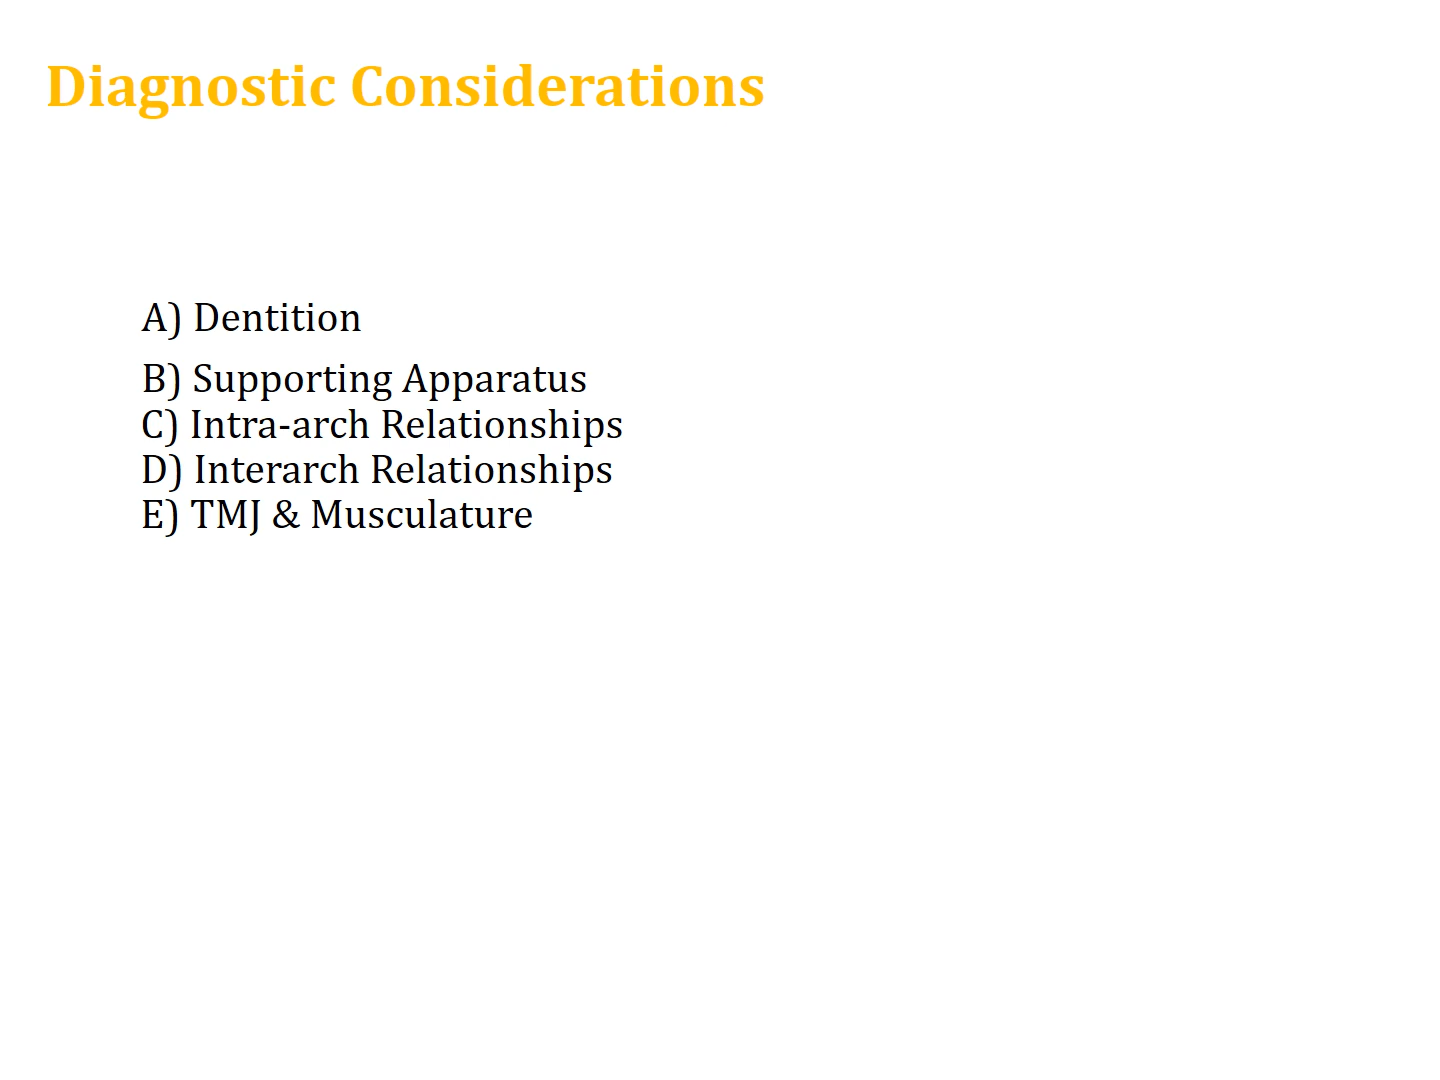 Diagnostic Considerations
A) Dentition
B) Supporting Apparatus
C) Intra-arch Relationships
D) Interarch Relationships
E) TMJ & Musculature